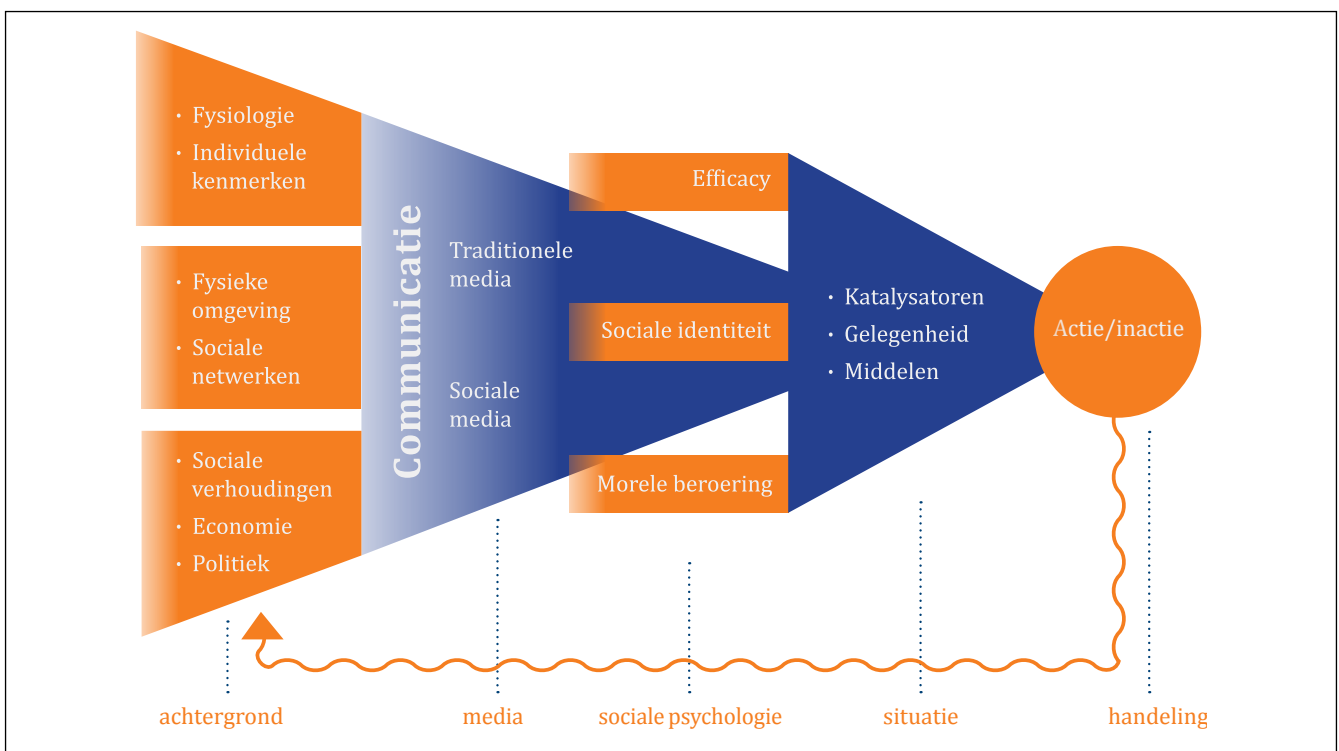 · Fysiologie
· Individuele
kenmerken
· Fysieke
omgeving
· Sociale
netwerken
· Sociale
verhoudingen
· Economie
· Politiek
Communicatie
Traditionele
media
Sociale
media
Efficacy
Sociale identiteit
Morele beroering
· Katalysatoren
· Gelegenheid
· Middelen
Actie/inactie
achtergrond
media
sociale psychologie
situatie
handeling